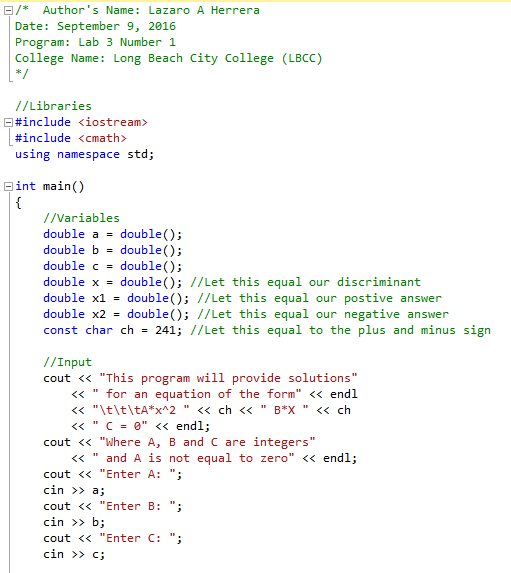 /*  Author's Name: Lazaro A Herrera
Date: September 9, 2016
Program: Lab 3 Number 1
College Name: Long Beach City College (LBCC)
*/

//Libraries
#include <iostream>
#include <cmath>
using namespace std;

int main()
{
    //Variables
    double a = double();
    double b = double();
    double c = double();
    double x = double(); //Let this equal our discriminant
    double x1 = double(); //Let this equal our postive answer
    double x2 = double(); //Let this equal our negative answer
    const char ch = 241; //Let this equal to the plus and minus sign

    //Input
    cout << "This program will provide solutions"
        << " for an equation of the form" << endl
        << "\t\t\tA*x^2 " << ch << " B*X " << ch
        << " C = 0" << endl;
    cout << "Where A, B and C are integers"
        << " and A is not equal to zero" << endl;
    cout << "Enter A: ";
    cin >> a;
    cout << "Enter B: ";
    cin >> b;
    cout << "Enter C: ";
    cin >> c;